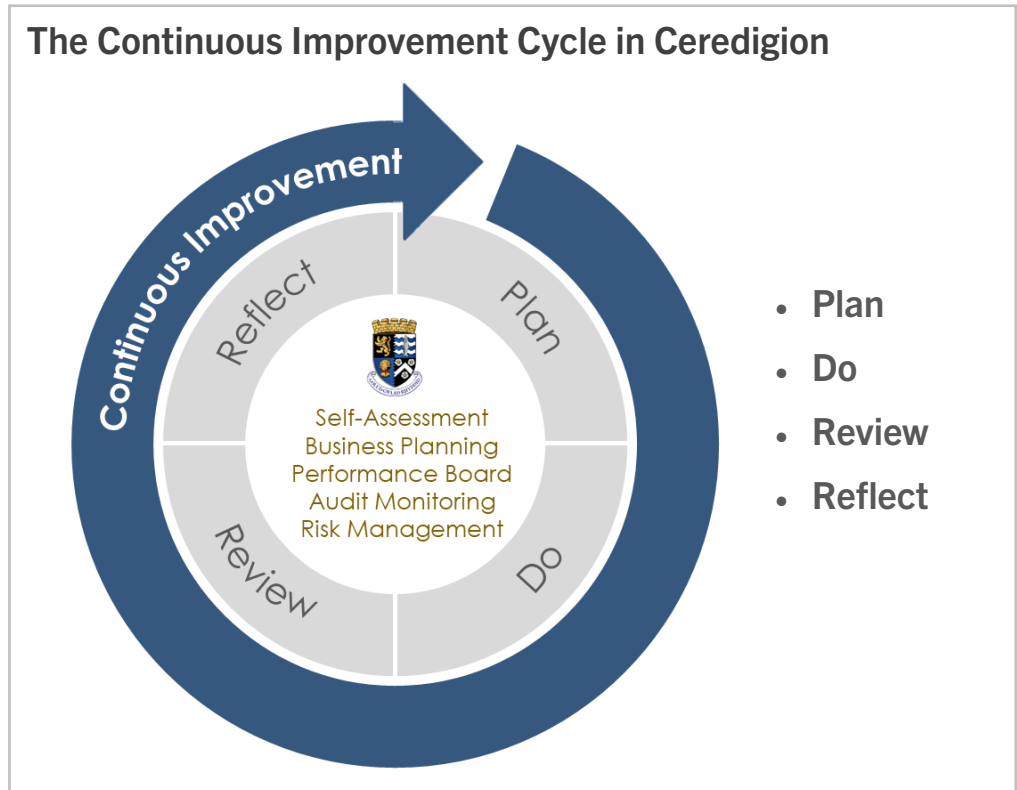 The Continuous Improvement Cycle in Ceredigion
Continuous Improvement
Reflect
Plan
Self-Assessment
Business Planning
Performance Board
Audit Monitoring
Risk Management
Review
Do
• Plan
• Do
• Review
• Reflect